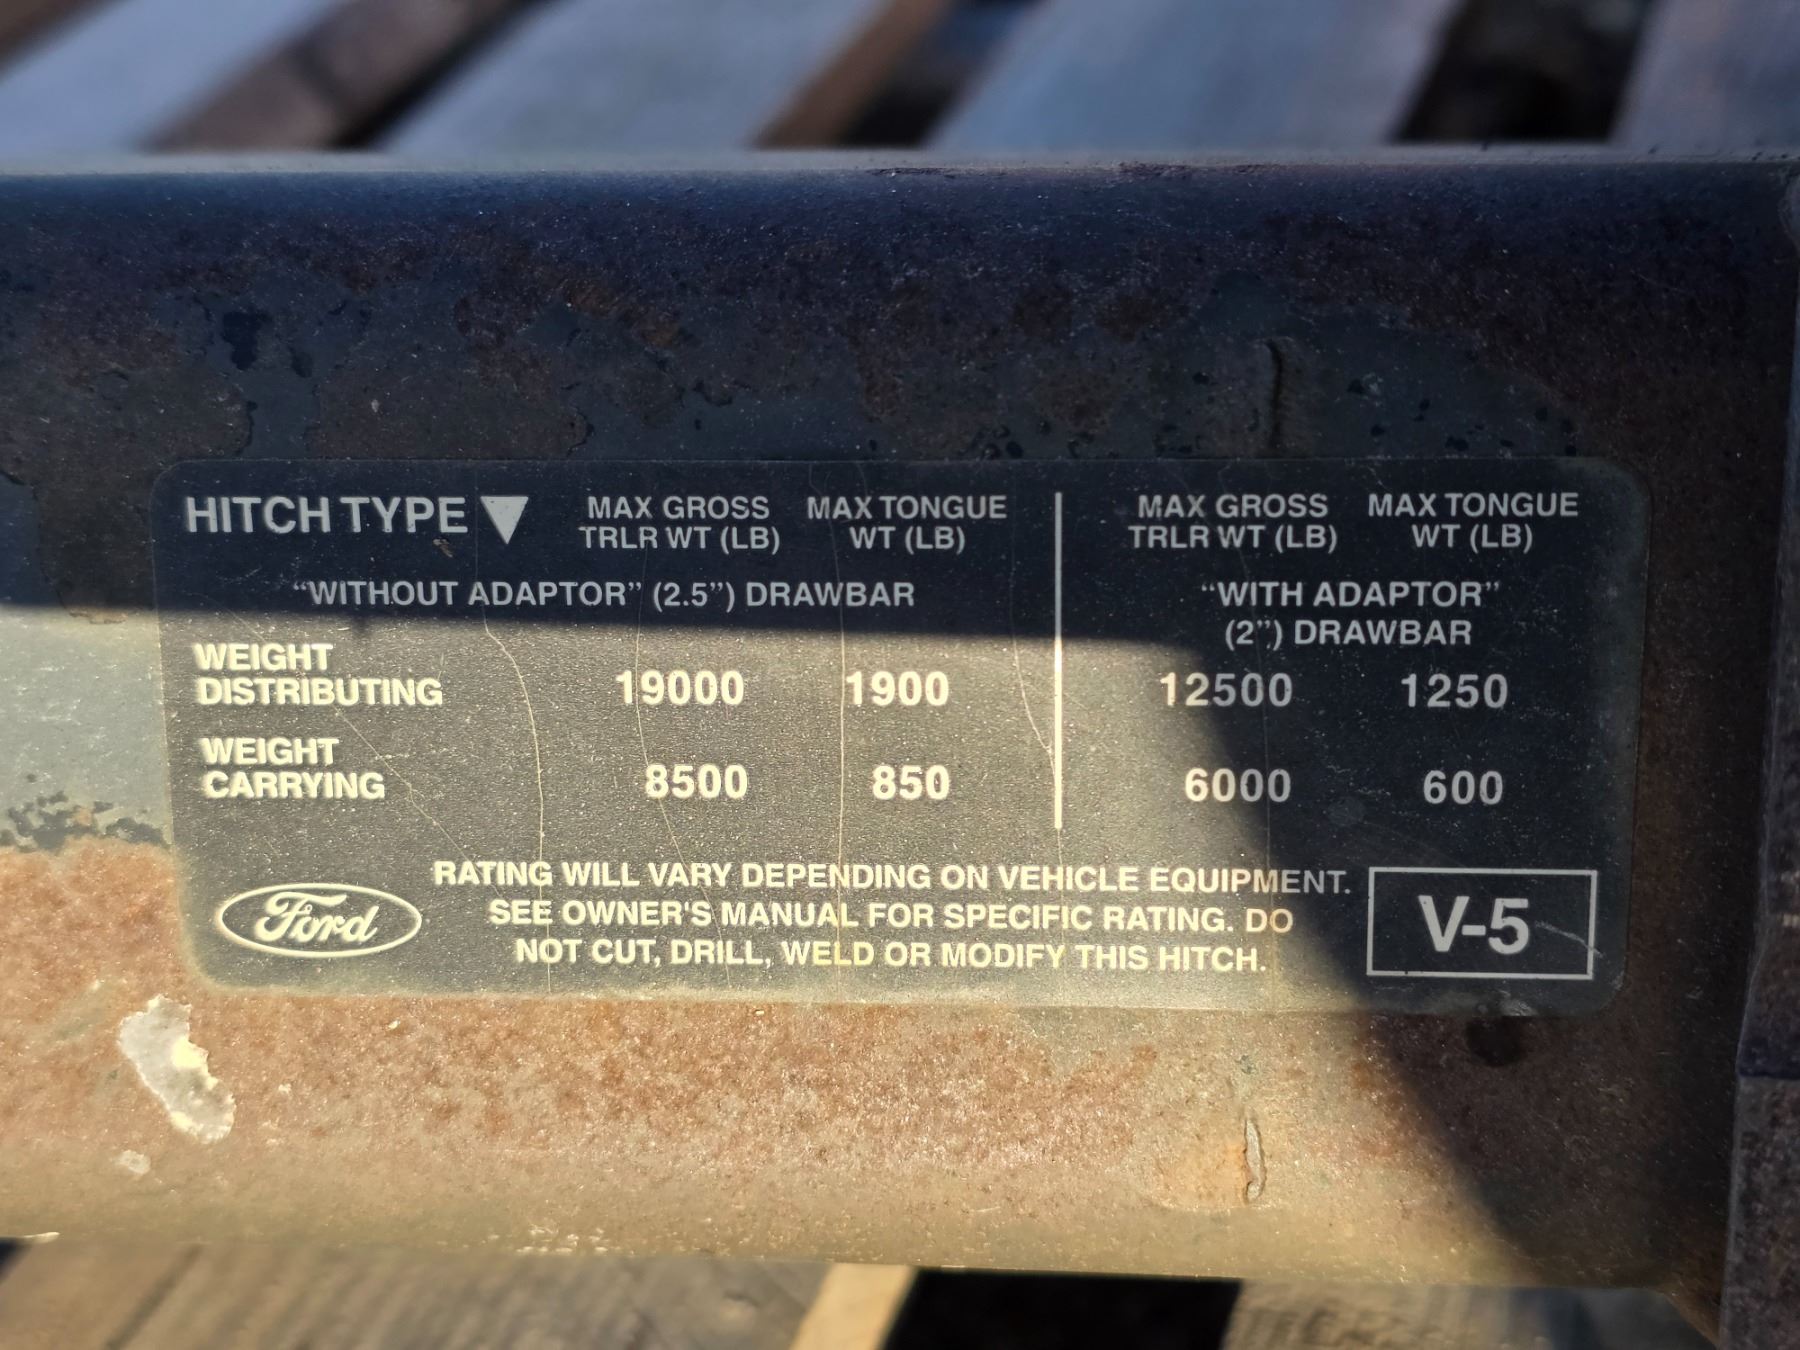 HITCH TYPE ▼ MAX GROSS TRLR WT (LB) MAX TONGUE WT (LB) MAX GROSS TRLR WT (LB) MAX TONGUE WT (LB)
“WITHOUT ADAPTOR” (2.5”) DRAWBAR “WITH ADAPTOR” (2”) DRAWBAR
WEIGHT DISTRIBUTING 19000 1900 12500 1250
WEIGHT CARRYING 8500 850 6000 600
Ford
RATING WILL VARY DEPENDING ON VEHICLE EQUIPMENT.
SEE OWNER'S MANUAL FOR SPECIFIC RATING. DO
NOT CUT, DRILL, WELD OR MODIFY THIS HITCH.
V-5